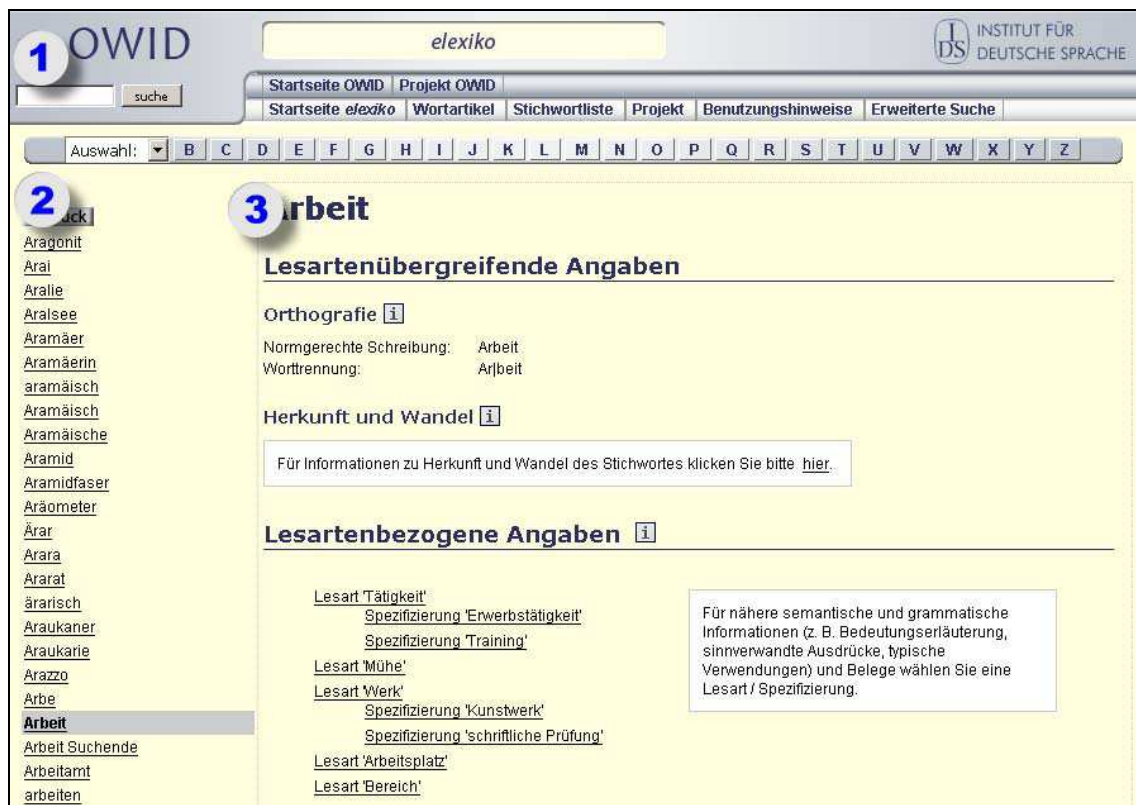 1
OWID
elexiko
IDS
INSTITUT FÜR
DEUTSCHE SPRACHE
suche
Startseite OWID Projekt OWID
Startseite elexiko Wortartikel Stichwortliste Projekt Benutzungshinweise Erweiterte Suche
Auswahl: B C D E F G H I J K L M N O P Q R S T U V W X Y Z
2
ück
Aragonit
Arai
Aralie
Aralsee
Aramäer
Aramäerin
aramäisch
Aramäisch
Aramäische
Aramid
Aramidfaser
Aräometer
Ärar
Arara
Ararat
ärarisch
Araukaner
Araukarie
Arazzo
Arbe
Arbeit
Arbeit Suchende
Arbeitamt
arbeiten
3
Arbeit
Lesartenübergreifende Angaben
Orthografie i
Normgerechte Schreibung: Arbeit
Worttrennung: Ar|beit
Herkunft und Wandel i
Für Informationen zu Herkunft und Wandel des Stichwortes klicken Sie bitte hier.
Lesartenbezogene Angaben i
Lesart 'Tätigkeit'
Spezifizierung 'Erwerbstätigkeit'
Spezifizierung 'Training'
Lesart 'Mühe'
Lesart 'Werk'
Spezifizierung 'Kunstwerk'
Spezifizierung 'schriftliche Prüfung'
Lesart 'Arbeitsplatz'
Lesart 'Bereich'
Für nähere semantische und grammatische
Informationen (z. B. Bedeutungserläuterung,
sinnverwandte Ausdrücke, typische
Verwendungen) und Belege wählen Sie eine
Lesart / Spezifizierung.